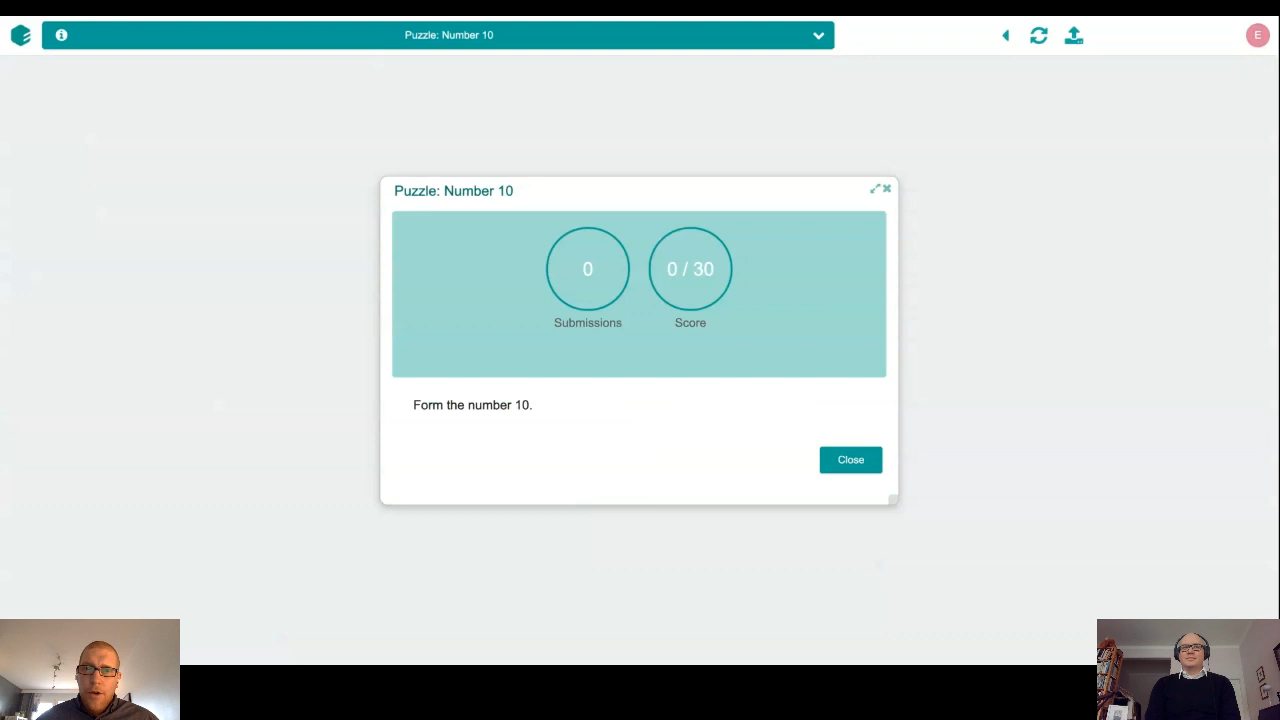 Puzzle: Number 10
E
Puzzle: Number 10
0
0 / 30
Submissions
Score
Form the number 10.
Close